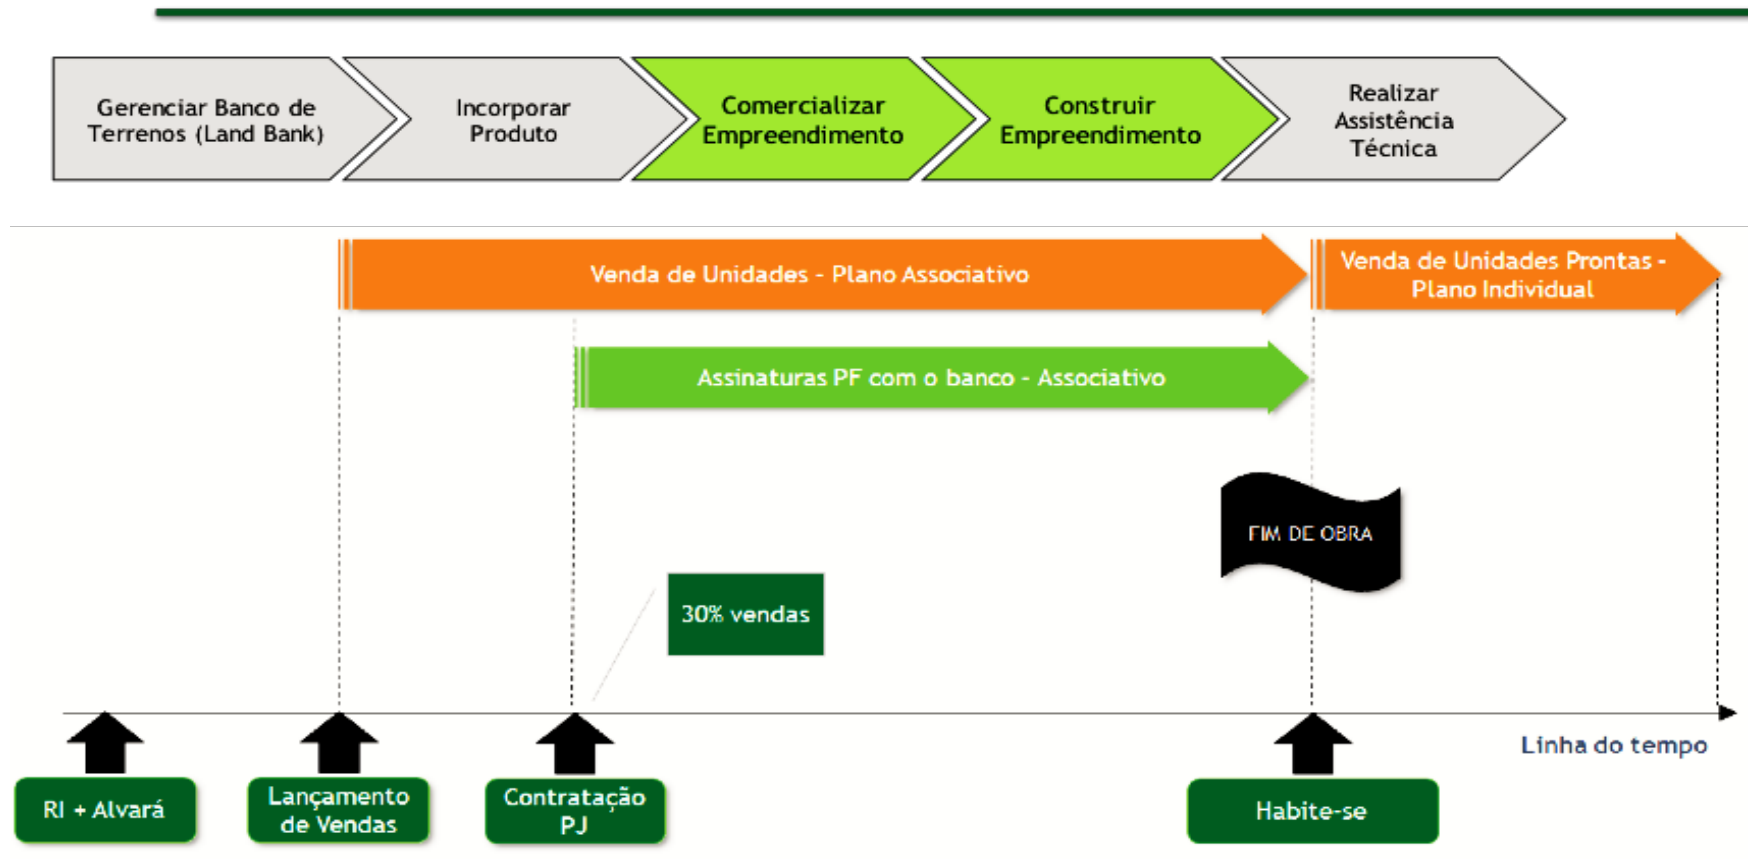 Gerenciar Banco de
Terrenos (Land Bank)
Incorporar
Produto
Comercializar
Empreendimento
Construir
Empreendimento
Realizar
Assistência
Técnica
Venda de Unidades - Plano Associativo
Venda de Unidades Prontas -
Plano Individual
Assinaturas PF com o banco - Associativo
FIM DE OBRA
30% vendas
Linha do tempo
RI + Alvará
Lançamento
de Vendas
Contratação
PJ
Habite-se